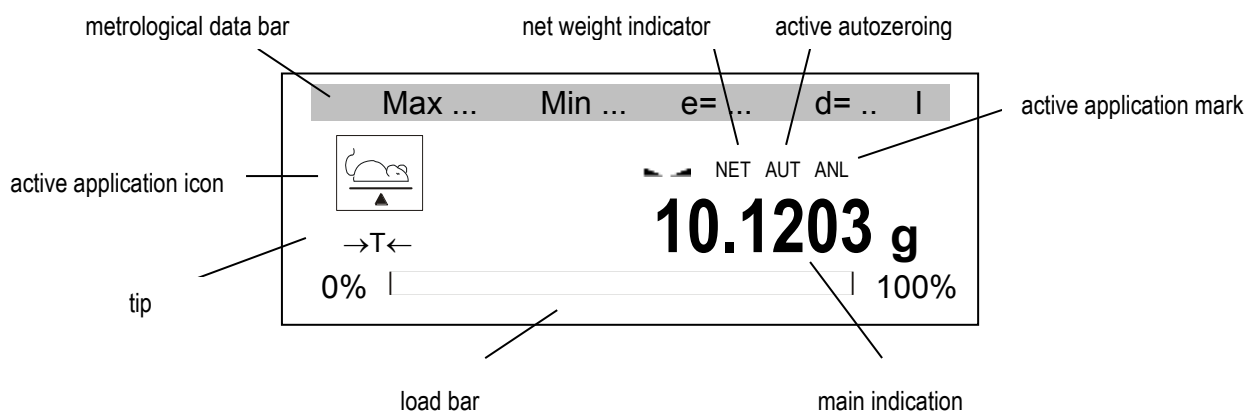 metrological data bar net weight indicator active autozeroing
Max ... Min ... e= ... d= .. I
active application mark
NET AUT ANL
active application icon
10.1203 g
→T←
0% 100%
tip
load bar main indication